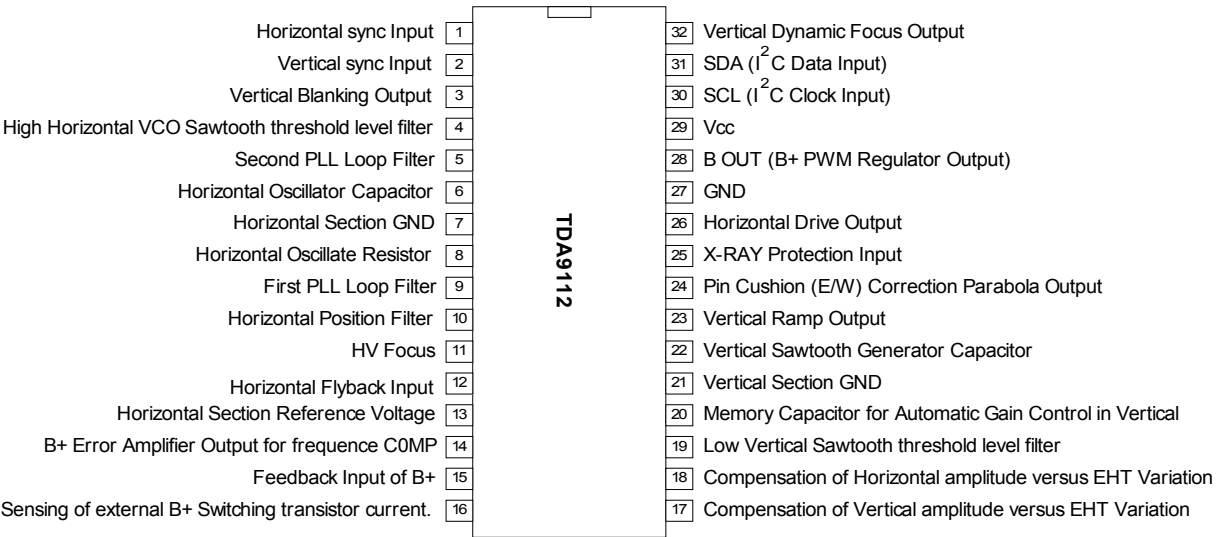 Horizontal sync Input 1
Vertical sync Input 2
Vertical Blanking Output 3
High Horizontal VCO Sawtooth threshold level filter 4
Second PLL Loop Filter 5
Horizontal Oscillator Capacitor 6
Horizontal Section GND 7
Horizontal Oscillate Resistor 8
First PLL Loop Filter 9
Horizontal Position Filter 10
HV Focus 11
Horizontal Flyback Input 12
Horizontal Section Reference Voltage 13
B+ Error Amplifier Output for frequence C0MP 14
Feedback Input of B+ 15
Sensing of external B+ Switching transistor current. 16
TDA9112
32 Vertical Dynamic Focus Output
31 SDA (I²C Data Input)
30 SCL (I²C Clock Input)
29 Vcc
28 B OUT (B+ PWM Regulator Output)
27 GND
26 Horizontal Drive Output
25 X-RAY Protection Input
24 Pin Cushion (E/W) Correction Parabola Output
23 Vertical Ramp Output
22 Vertical Sawtooth Generator Capacitor
21 Vertical Section GND
20 Memory Capacitor for Automatic Gain Control in Vertical
19 Low Vertical Sawtooth threshold level filter
18 Compensation of Horizontal amplitude versus EHT Variation
17 Compensation of Vertical amplitude versus EHT Variation